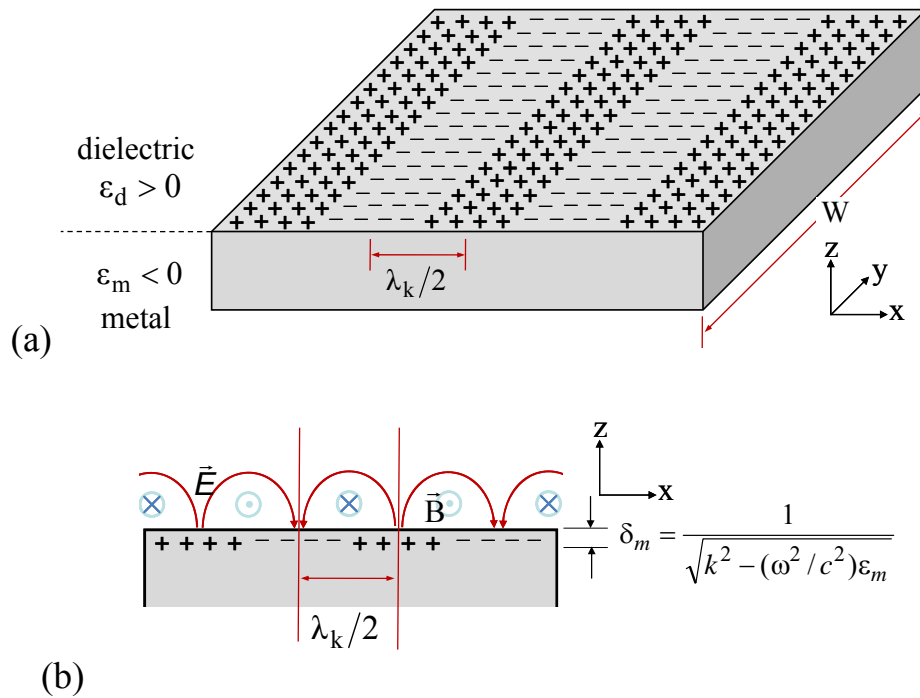 + + + + − − − − + + + + − − − − + + + +
dielectric
ε_d > 0
W
λ_k/2
ε_m < 0
metal
z
y
x
(a)
z
x
E⃗
B⃗
+ + + + − − − − + + + + − − − −
δ_m = 1 / √(k² − (ω² / c²)ε_m)
λ_k/2
(b)